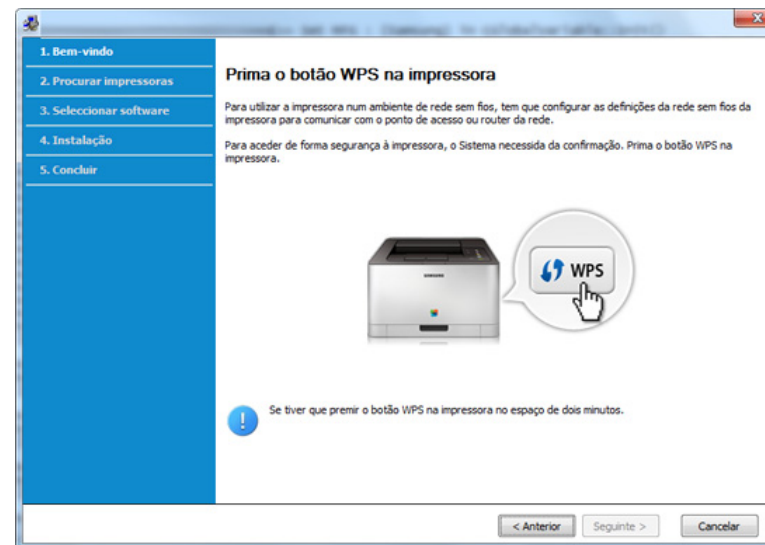 1. Bem-vindo
2. Procurar impressoras
3. Seleccionar software
4. Instalação
5. Concluir
Prima o botão WPS na impressora
Para utilizar a impressora num ambiente de rede sem fios, tem que configurar as definições da rede sem fios da
impressora para comunicar com o ponto de acesso ou router da rede.
Para aceder de forma segurança à impressora, o Sistema necessida da confirmação. Prima o botão WPS na
impressora.
SAMSUNG
WPS
Se tiver que premir o botão WPS na impressora no espaço de dois minutos.
< Anterior
Seguinte >
Cancelar